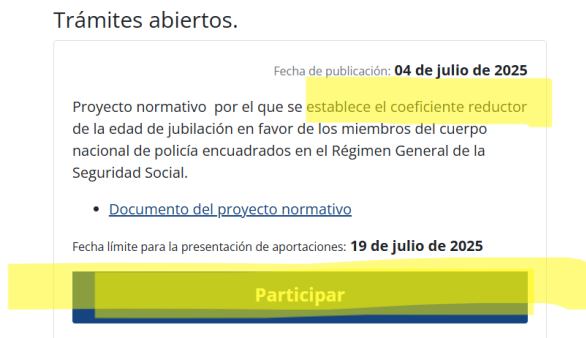 Trámites abiertos.
Fecha de publicación: 04 de julio de 2025
Proyecto normativo por el que se establece el coeficiente reductor
de la edad de jubilación en favor de los miembros del cuerpo
nacional de policía encuadrados en el Régimen General de la
Seguridad Social.
• Documento del proyecto normativo
Fecha límite para la presentación de aportaciones: 19 de julio de 2025
Participar